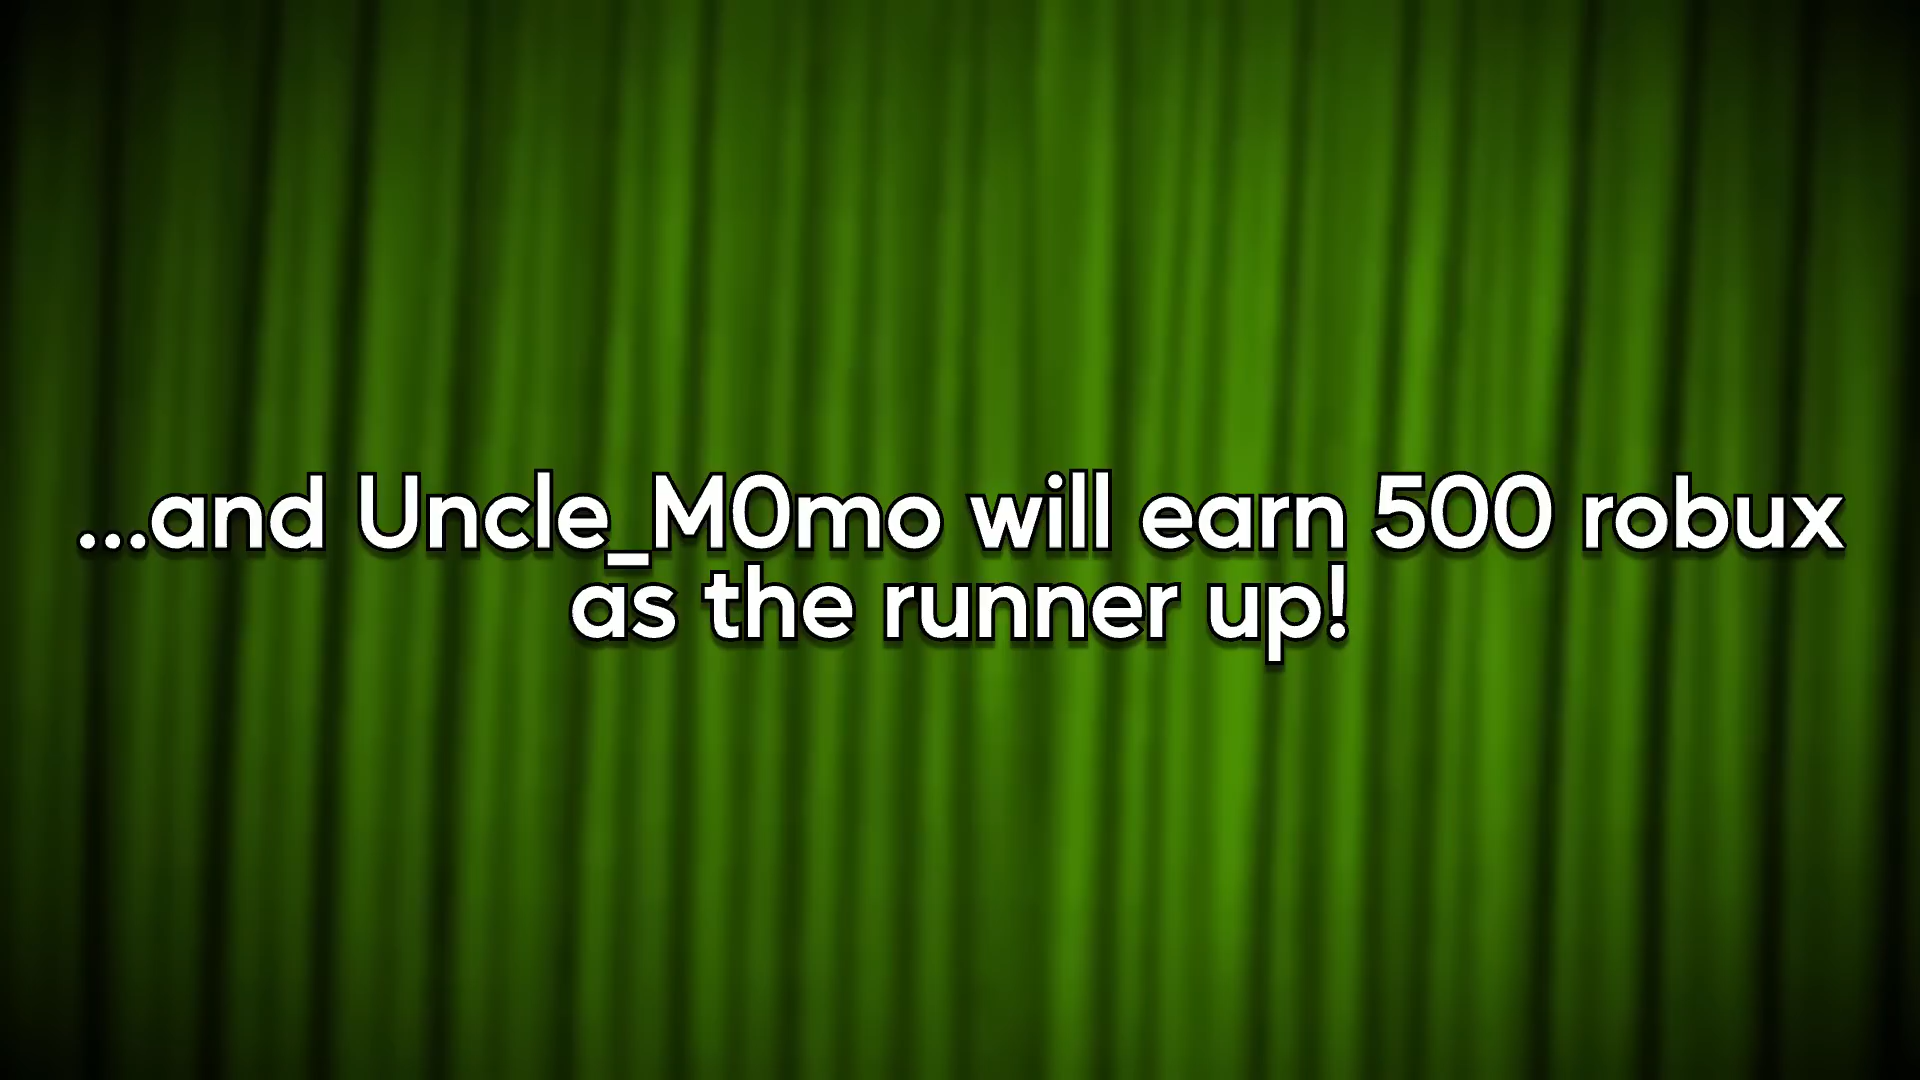 ...and Uncle_M0mo will earn 500 robux
as the runner up!